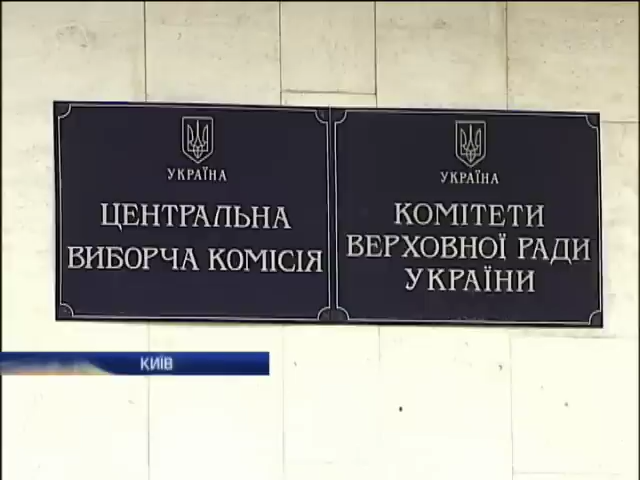 УКРАЇНА
ЦЕНТРАЛЬНА
ВИБОРЧА КОМІСІЯ
УКРАЇНА
КОМІТЕТИ
ВЕРХОВНОЇ РАДИ
УКРАЇНИ
КИЇВ